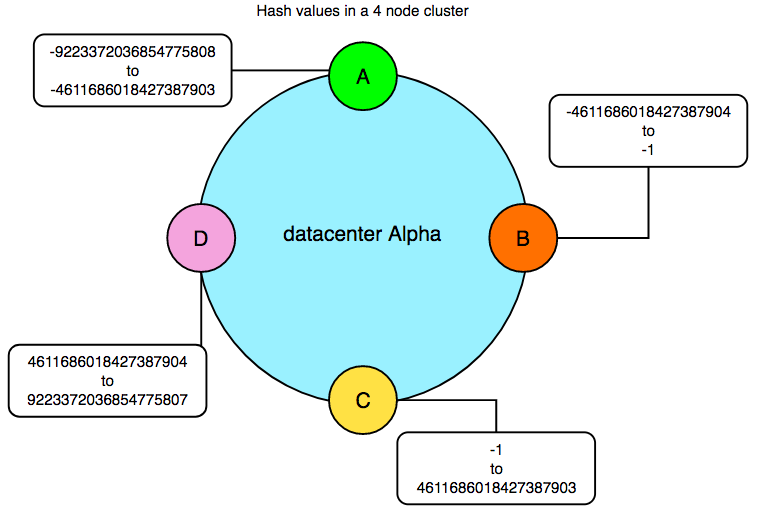 Hash values in a 4 node cluster
-9223372036854775808
to
-4611686018427387903
A
-4611686018427387904
to
-1
D
datacenter Alpha
B
4611686018427387904
to
9223372036854775807
C
-1
to
4611686018427387903